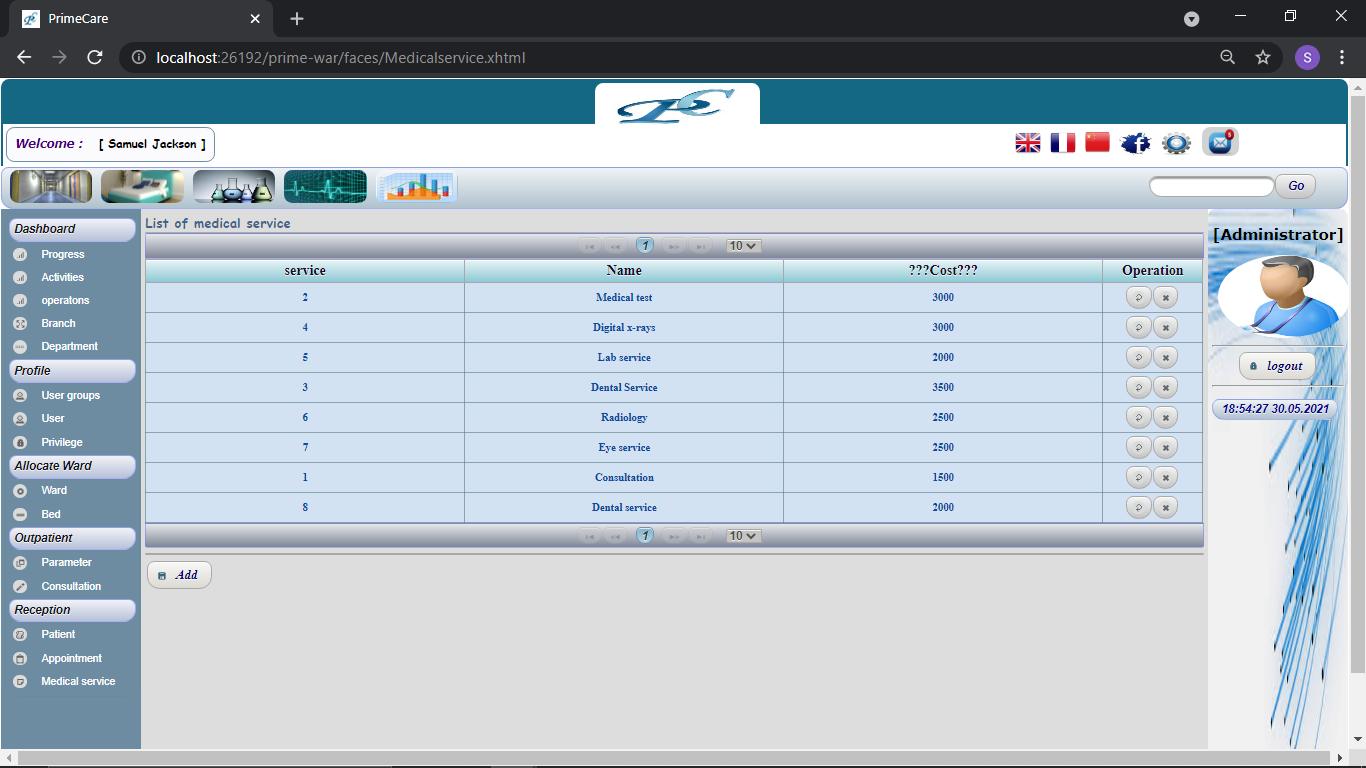 PrimeCare
localhost:26192/prime-war/faces/Medicalservice.xhtml
S
PC
Welcome : [ Samuel Jackson ]
Go
Dashboard
Progress
Activities
operatons
Branch
Department
Profile
User groups
User
Privilege
Allocate Ward
Ward
Bed
Outpatient
Parameter
Consultation
Reception
Patient
Appointment
Medical service
List of medical service
1 10
service Name ???Cost??? Operation
2 Medical test 3000
4 Digital x-rays 3000
5 Lab service 2000
3 Dental Service 3500
6 Radiology 2500
7 Eye service 2500
1 Consultation 1500
8 Dental service 2000
1 10
Add
[Administrator]
logout
18:54:27 30.05.2021